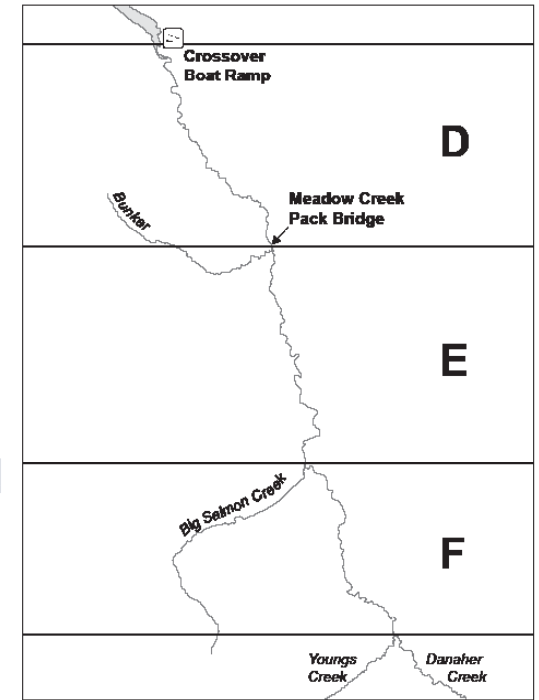 Crossover
Boat Ramp
D
Bunker
Meadow Creek
Pack Bridge
E
Big Salmon Creek
F
Youngs
Creek
Danaher
Creek